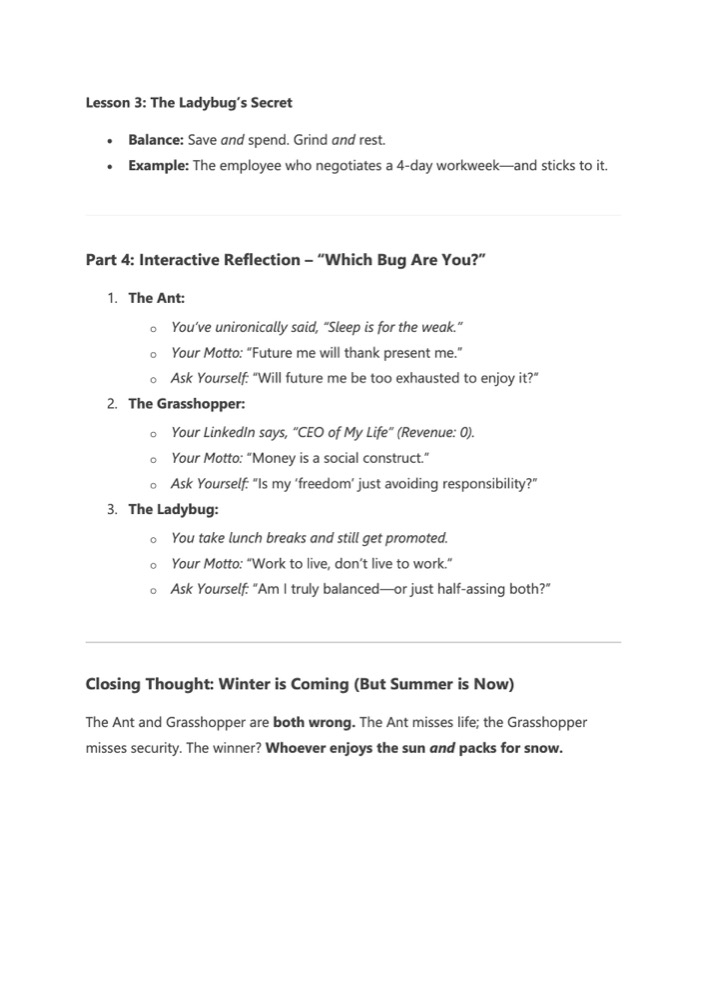 Lesson 3: The Ladybug's Secret
• Balance: Save and spend. Grind and rest.
• Example: The employee who negotiates a 4-day workweek—and sticks to it.
Part 4: Interactive Reflection – “Which Bug Are You?”
1. The Ant:
o You've unironically said, “Sleep is for the weak.”
o Your Motto: “Future me will thank present me.”
o Ask Yourself: “Will future me be too exhausted to enjoy it?”
2. The Grasshopper:
o Your LinkedIn says, “CEO of My Life” (Revenue: 0).
o Your Motto: “Money is a social construct.”
o Ask Yourself: “Is my ‘freedom’ just avoiding responsibility?”
3. The Ladybug:
o You take lunch breaks and still get promoted.
o Your Motto: “Work to live, don't live to work.”
o Ask Yourself: “Am I truly balanced—or just half-assing both?”
Closing Thought: Winter is Coming (But Summer is Now)
The Ant and Grasshopper are both wrong. The Ant misses life; the Grasshopper
misses security. The winner? Whoever enjoys the sun and packs for snow.